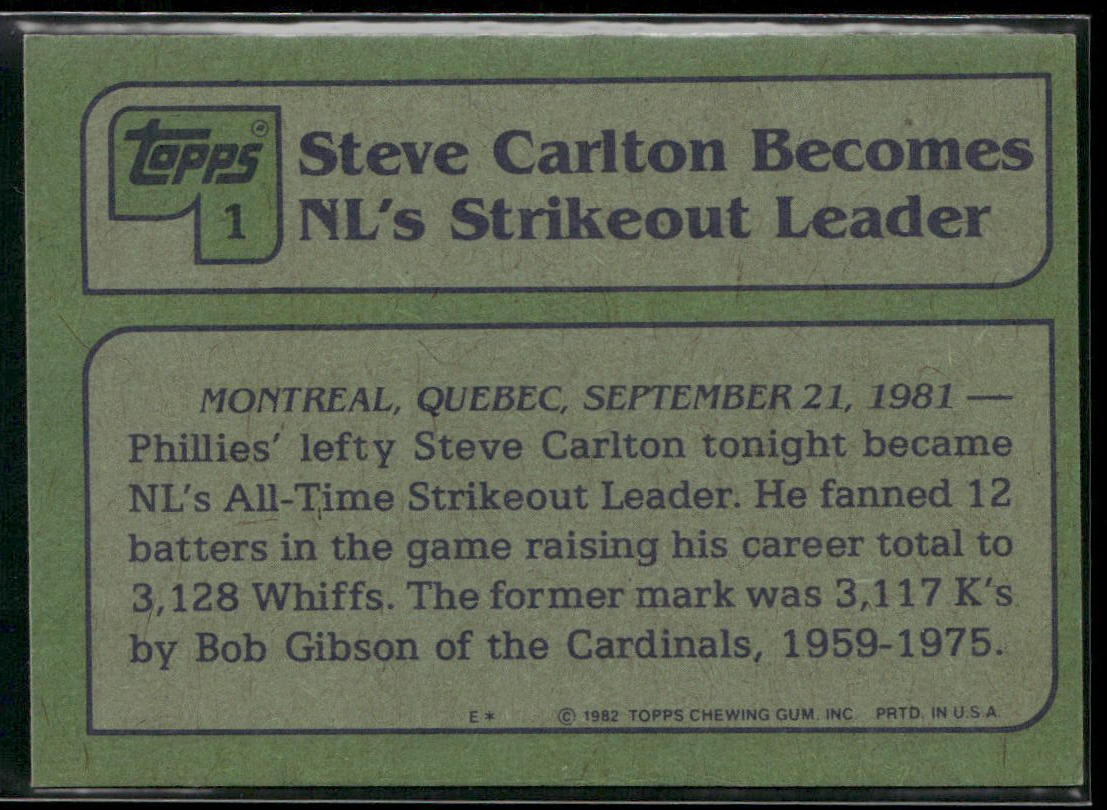 TOPPS ®
1
Steve Carlton Becomes
NL's Strikeout Leader
MONTREAL, QUEBEC, SEPTEMBER 21, 1981 —
Phillies' lefty Steve Carlton tonight became
NL's All-Time Strikeout Leader. He fanned 12
batters in the game raising his career total to
3,128 Whiffs. The former mark was 3,117 K's
by Bob Gibson of the Cardinals, 1959-1975.
E* © 1982 TOPPS CHEWING GUM, INC. PRTD. IN U.S.A.